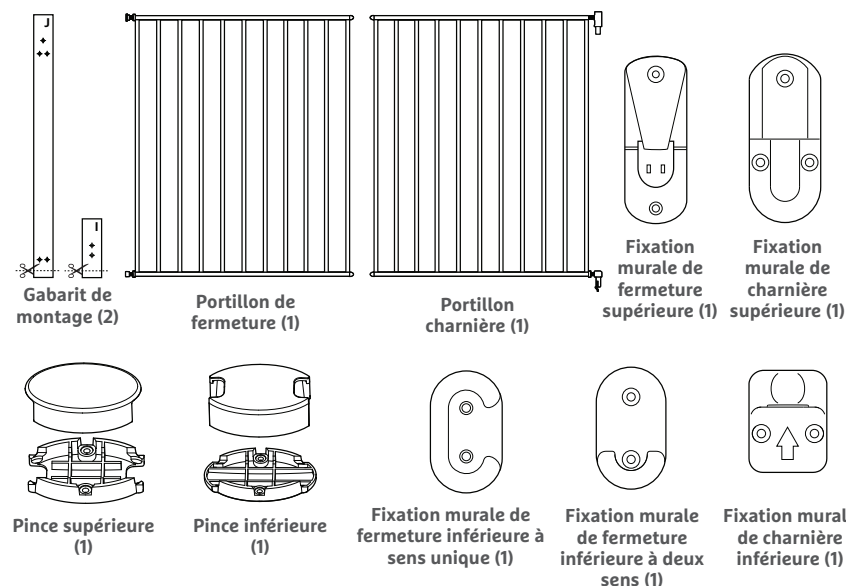 J
I
Gabarit de
montage (2)
Portillon de
fermeture (1)
Portillon
charnière (1)
Fixation
murale de
fermeture
supérieure (1)
Fixation
murale de
charnière
supérieure (1)
Pince supérieure
(1)
Pince inférieure
(1)
Fixation murale de
fermeture inférieure à
sens unique (1)
Fixation murale
de fermeture
inférieure à deux
sens (1)
Fixation mural
de charnière
inférieure (1)